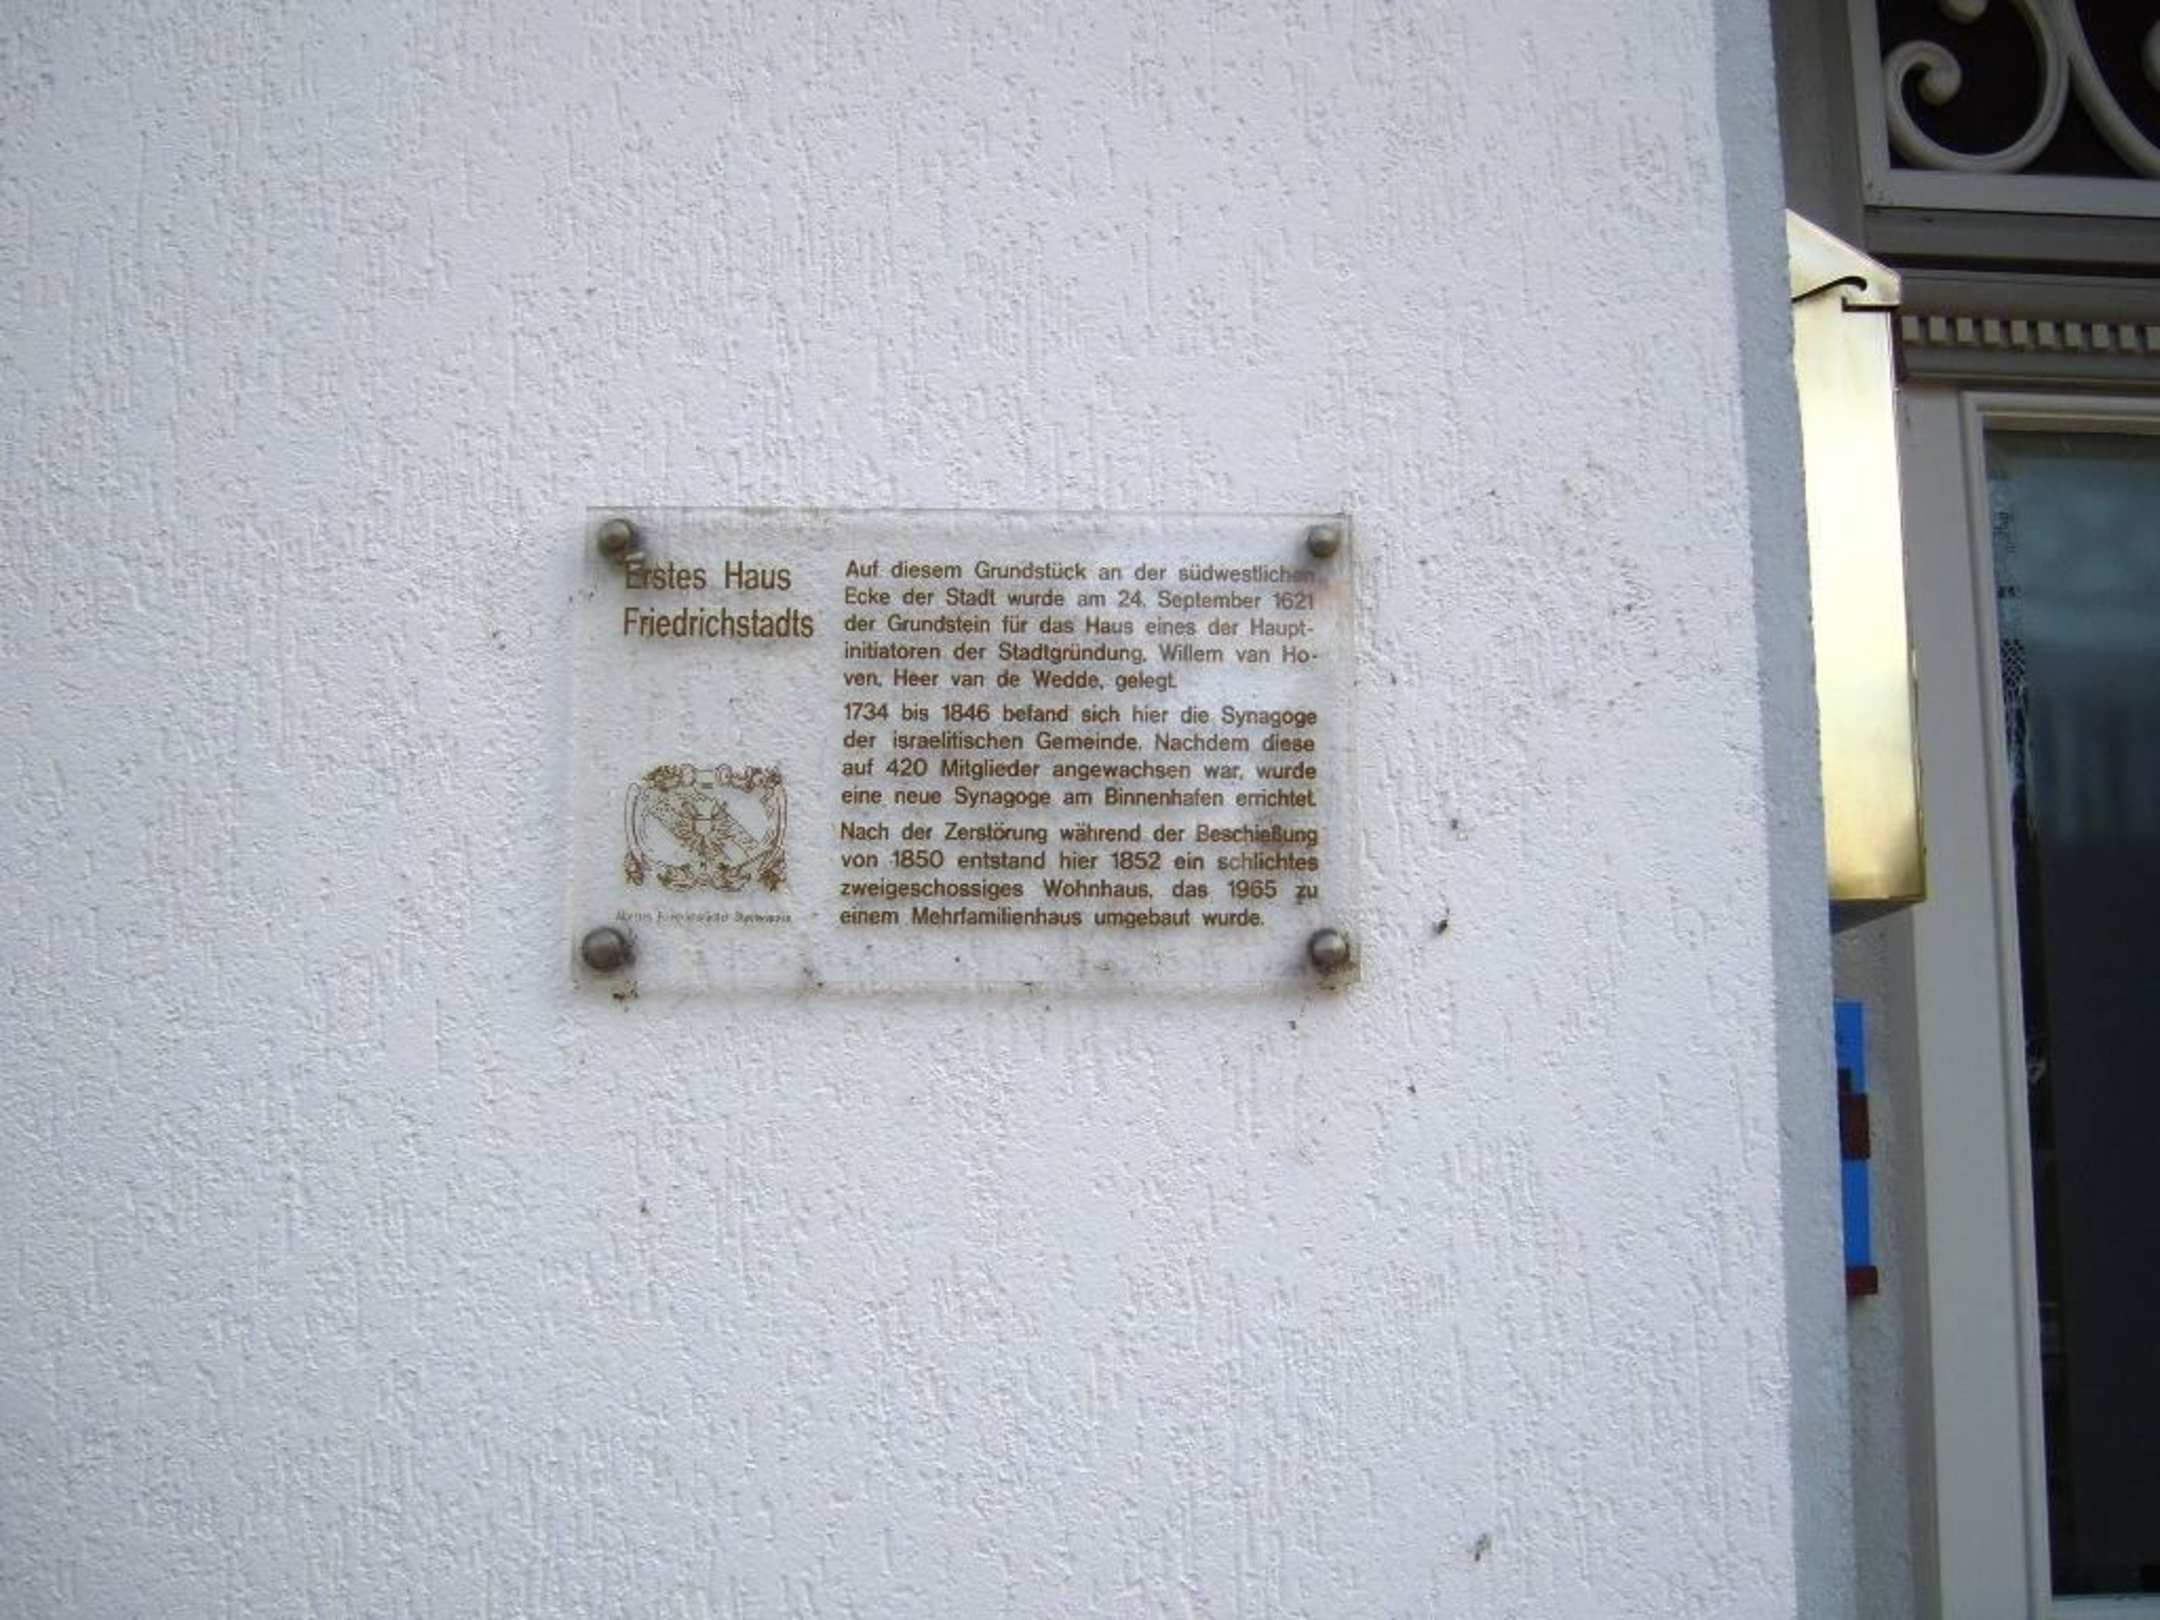 Erstes Haus
Friedrichstadts
Auf diesem Grundstück an der südwestlichen
Ecke der Stadt wurde am 24. September 1621
der Grundstein für das Haus eines der Haupt-
initiatoren der Stadtgründung, Willem van Ho-
ven, Heer van de Wedde, gelegt.
1734 bis 1846 befand sich hier die Synagoge
der israelitischen Gemeinde. Nachdem diese
auf 420 Mitglieder angewachsen war, wurde
eine neue Synagoge am Binnenhafen errichtet.
Nach der Zerstörung während der Beschießung
von 1850 entstand hier 1852 ein schlichtes
zweigeschossiges Wohnhaus, das 1965 zu
einem Mehrfamilienhaus umgebaut wurde.